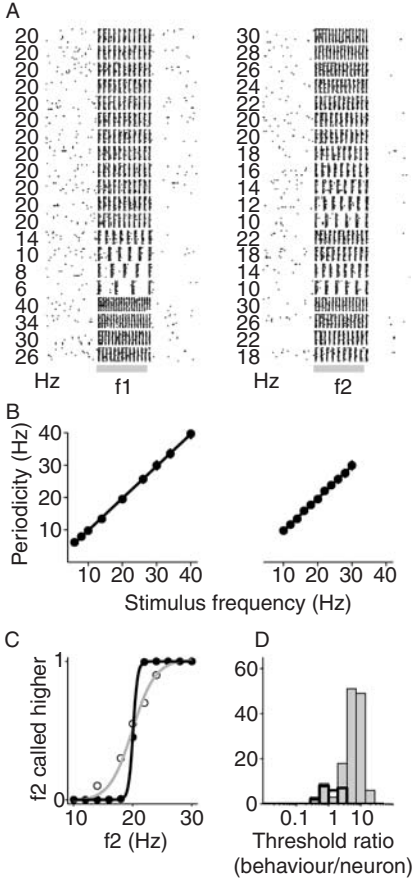 A
20
20
20
20
20
20
20
20
20
20
20
20
14
10
8
6
40
34
30
26
Hz
f1
30
28
26
24
22
20
20
18
16
14
12
10
22
18
14
10
30
26
22
18
Hz
f2
B
Periodicity (Hz)
40
30
20
10
10 20 30 40
10 20 30 40
Stimulus frequency (Hz)
C
f2 called higher
1
0
10 20 30
f2 (Hz)
D
60
40
20
0
0.1 1 10
Threshold ratio
(behaviour/neuron)